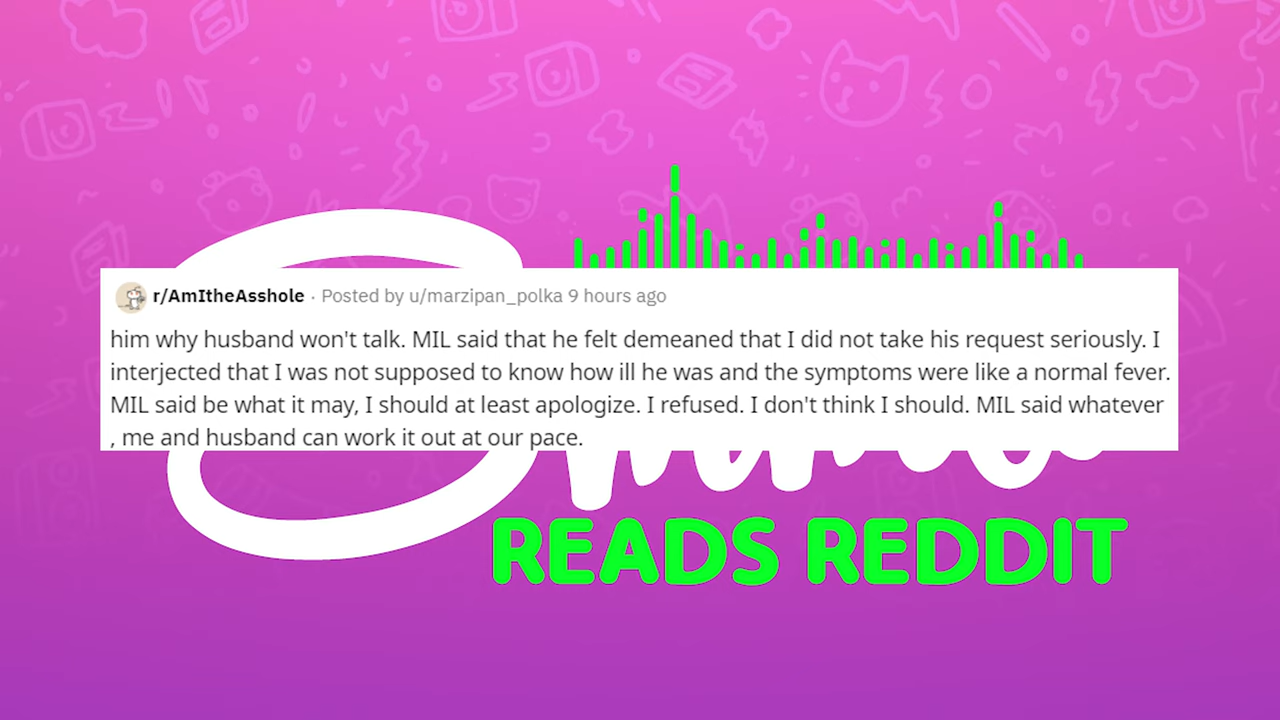 r/AmItheAsshole · Posted by u/marzipan_polka 9 hours ago
him why husband won't talk. MIL said that he felt demeaned that I did not take his request seriously. I
interjected that I was not supposed to know how ill he was and the symptoms were like a normal fever.
MIL said be what it may, I should at least apologize. I refused. I don't think I should. MIL said whatever
, me and husband can work it out at our pace.
READS REDDIT